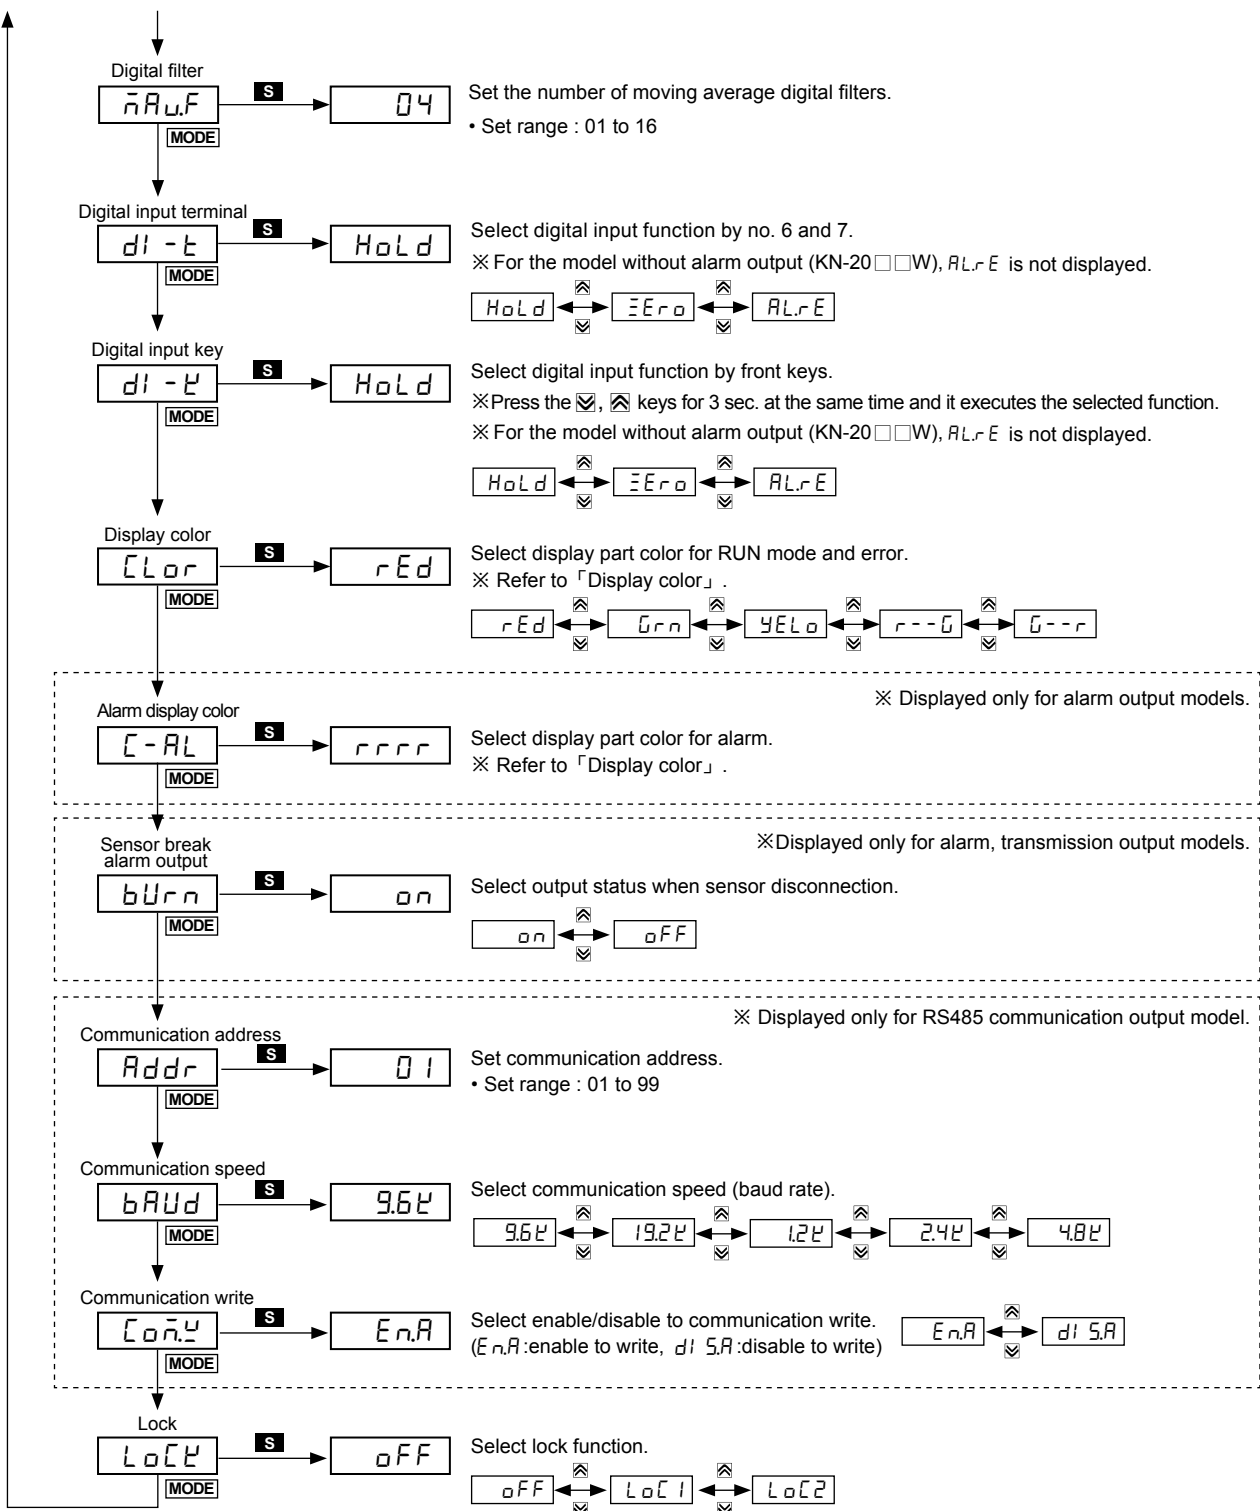 Digital filter
mAu.F S 04 Set the number of moving average digital filters.
MODE • Set range : 01 to 16
Digital input terminal
dI-t S HoLd Select digital input function by no. 6 and 7.
MODE ※ For the model without alarm output (KN-20□□W), AL.rE is not displayed.
HoLd ZEro AL.rE
Digital input key
dI-K S HoLd Select digital input function by front keys.
MODE ※Press the , keys for 3 sec. at the same time and it executes the selected function.
※ For the model without alarm output (KN-20□□W), AL.rE is not displayed.
HoLd ZEro AL.rE
Display color
CLor S rEd Select display part color for RUN mode and error.
MODE ※ Refer to「Display color」.
rEd Grn YELo r---G G--r
※ Displayed only for alarm output models.
Alarm display color
C-AL S rrrr Select display part color for alarm.
MODE ※ Refer to「Display color」.
※Displayed only for alarm, transmission output models.
Sensor break
alarm output
bUrn S on Select output status when sensor disconnection.
MODE
on oFF
※ Displayed only for RS485 communication output model.
Communication address
Addr S 01 Set communication address.
MODE • Set range : 01 to 99
Communication speed
bAUd S 9.6K Select communication speed (baud rate).
MODE 9.6K 19.2K 1.2K 2.4K 4.8K
Communication write
Com.W S En.A Select enable/disable to communication write. En.A dIS.A
MODE (En.A :enable to write, dIS.A :disable to write)
Lock
LoCK S oFF Select lock function.
MODE oFF LoC1 LoC2